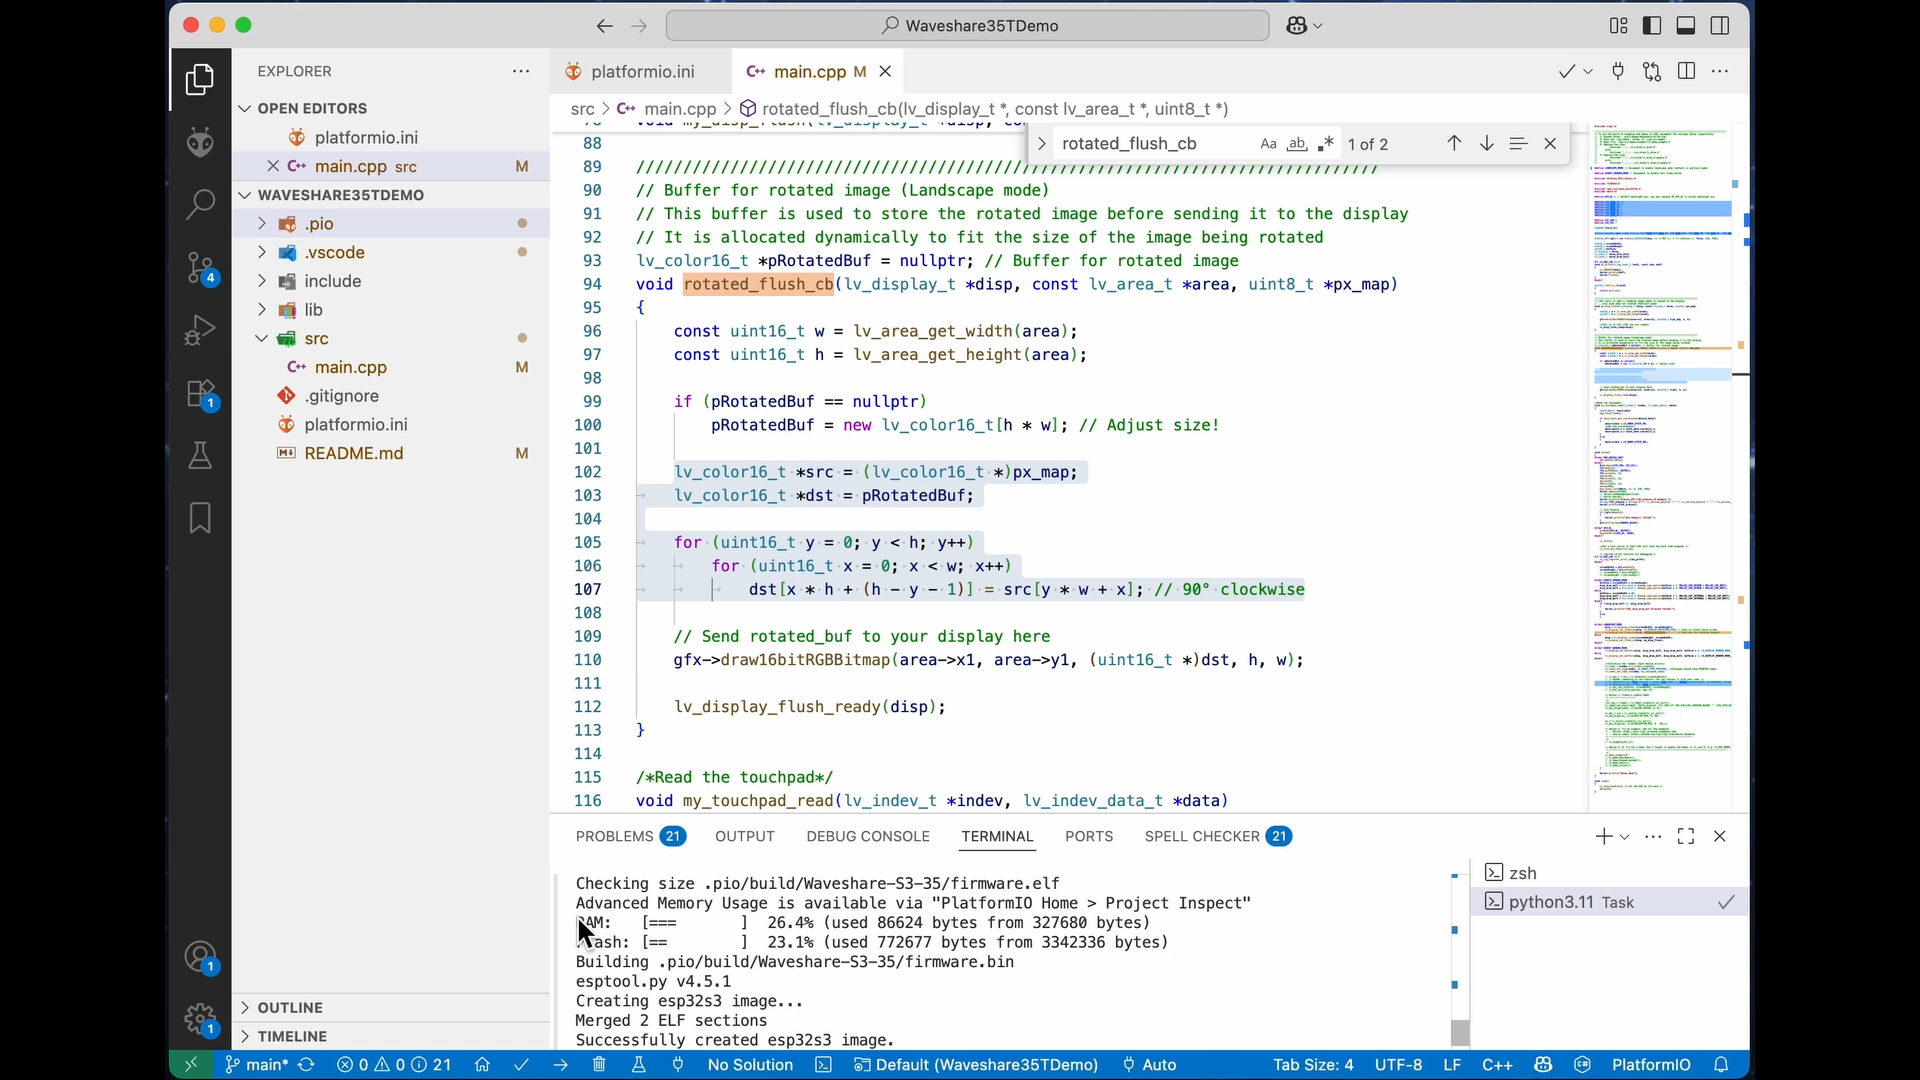 Waveshare35TDemo
EXPLORER
OPEN EDITORS
platformio.ini
main.cpp src M
WAVESHARE35TDEMO
.pio
.vscode
include
lib
src
main.cpp M
.gitignore
platformio.ini
README.md M
OUTLINE
TIMELINE
4
1
1
1
platformio.ini
main.cpp M
src > main.cpp > rotated_flush_cb(lv_display_t *, const lv_area_t *, uint8_t *)
rotated_flush_cb Aa ab .* 1 of 2
88
89 ///////////////////////////////////////////////////////////////////////////////
90 // Buffer for rotated image (Landscape mode)
91 // This buffer is used to store the rotated image before sending it to the display
92 // It is allocated dynamically to fit the size of the image being rotated
93 lv_color16_t *pRotatedBuf = nullptr; // Buffer for rotated image
94 void rotated_flush_cb(lv_display_t *disp, const lv_area_t *area, uint8_t *px_map)
95 {
96 const uint16_t w = lv_area_get_width(area);
97 const uint16_t h = lv_area_get_height(area);
98
99 if (pRotatedBuf == nullptr)
100 pRotatedBuf = new lv_color16_t[h * w]; // Adjust size!
101
102 lv_color16_t *src = (lv_color16_t *)px_map;
103 lv_color16_t *dst = pRotatedBuf;
104
105 for (uint16_t y = 0; y < h; y++)
106 for (uint16_t x = 0; x < w; x++)
107 dst[x * h + (h - y - 1)] = src[y * w + x]; // 90° clockwise
108
109 // Send rotated_buf to your display here
110 gfx->draw16bitRGBBitmap(area->x1, area->y1, (uint16_t *)dst, h, w);
111
112 lv_display_flush_ready(disp);
113 }
114
115 /*Read the touchpad*/
116 void my_touchpad_read(lv_indev_t *indev, lv_indev_data_t *data)
PROBLEMS 21 OUTPUT DEBUG CONSOLE TERMINAL PORTS SPELL CHECKER 21
Checking size .pio/build/Waveshare-S3-35/firmware.elf
Advanced Memory Usage is available via "PlatformIO Home > Project Inspect"
RAM: [=== ] 26.4% (used 86624 bytes from 327680 bytes)
Flash: [== ] 23.1% (used 772677 bytes from 3342336 bytes)
Building .pio/build/Waveshare-S3-35/firmware.bin
esptool.py v4.5.1
Creating esp32s3 image...
Merged 2 ELF sections
Successfully created esp32s3 image.
zsh
python3.11 Task
main* 0 0 21 No Solution Default (Waveshare35TDemo) Auto Tab Size: 4 UTF-8 LF C++ PlatformIO